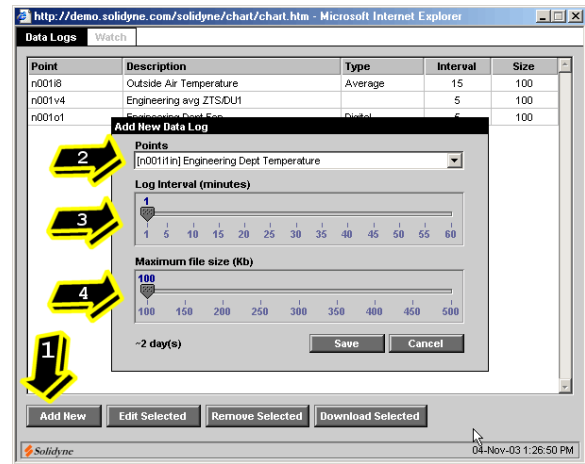 http://demo.solidyne.com/solidyne/chart/chart.htm - Microsoft Internet Explorer
Data Logs Watch
Point Description Type Interval Size
n001i8 Outside Air Temperature Average 15 100
n001v4 Engineering avg ZTS/DU1 5 100
n001o1 Engineering Dept Fan Digital 5 100
Add New Data Log
Points
2
[n001i1in] Engineering Dept Temperature
Log Interval (minutes)
1
3
1 5 10 15 20 25 30 35 40 45 50 55 60
Maximum file size (Kb)
100
4
100 150 200 250 300 350 400 450 500
~2 day(s) Save Cancel
1
Add New Edit Selected Remove Selected Download Selected
Solidyne 04-Nov-03 1:26:50 PM